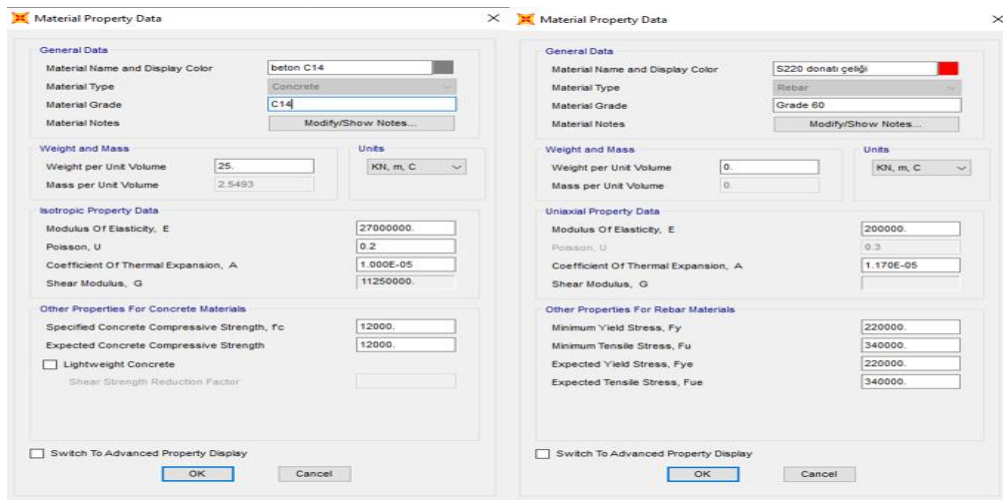 Material Property Data
General Data
Material Name and Display Color beton C14
Material Type Concrete
Material Grade C14
Material Notes Modify/Show Notes...
Weight and Mass Units
Weight per Unit Volume 25. KN, m, C
Mass per Unit Volume 2.5493
Isotropic Property Data
Modulus Of Elasticity, E 27000000.
Poisson, U 0.2
Coefficient Of Thermal Expansion, A 1.000E-05
Shear Modulus, G 11250000.
Other Properties For Concrete Materials
Specified Concrete Compressive Strength, f'c 12000.
Expected Concrete Compressive Strength 12000.
Lightweight Concrete
Shear Strength Reduction Factor
Switch To Advanced Property Display
OK Cancel
Material Property Data
General Data
Material Name and Display Color S220 donatı çeliği
Material Type Rebar
Material Grade Grade 60
Material Notes Modify/Show Notes...
Weight and Mass Units
Weight per Unit Volume 0. KN, m, C
Mass per Unit Volume 0.
Uniaxial Property Data
Modulus Of Elasticity, E 200000.
Poisson, U 0.3
Coefficient Of Thermal Expansion, A 1.170E-05
Shear Modulus, G
Other Properties For Rebar Materials
Minimum Yield Stress, Fy 220000.
Minimum Tensile Stress, Fu 340000.
Expected Yield Stress, Fye 220000.
Expected Tensile Stress, Fue 340000.
Switch To Advanced Property Display
OK Cancel